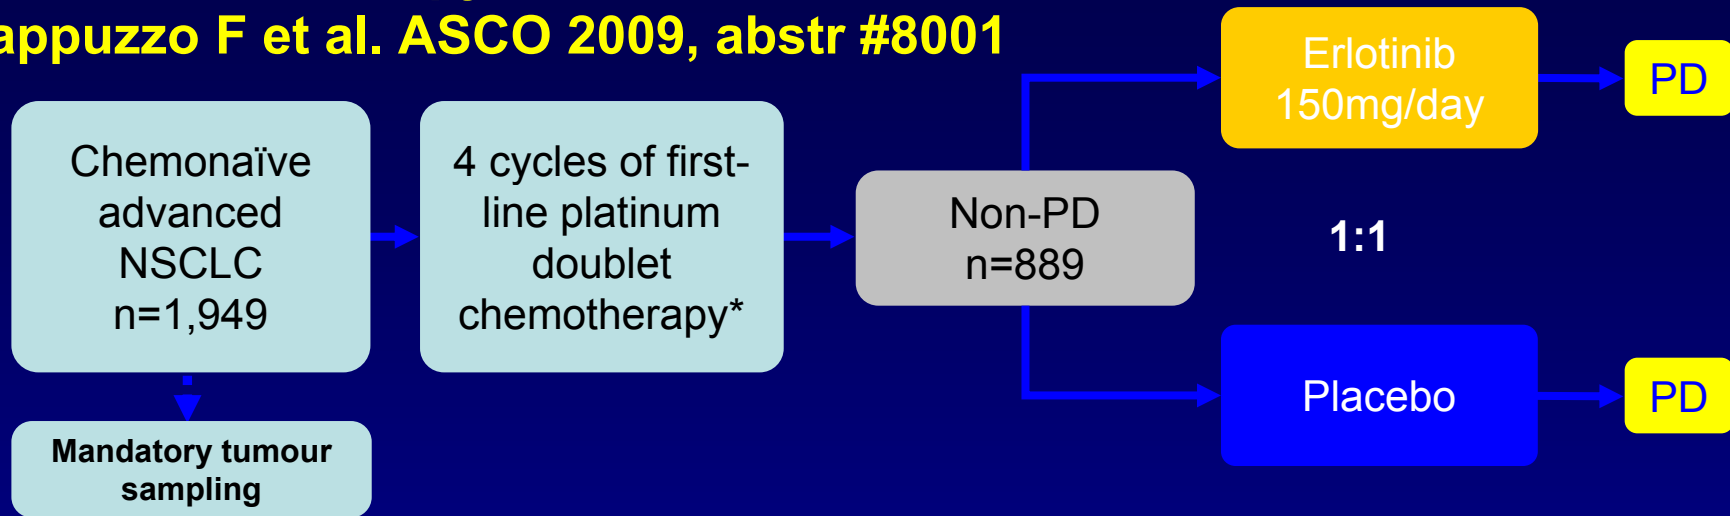 F et al. ASCO 2009, abstr #8001
Chemonaïve
advanced
NSCLC
n=1,949
4 cycles of first-
line platinum
doublet
chemotherapy*
Non-PD
n=889
Erlotinib
150mg/day
PD
1:1
Placebo
PD
Mandatory tumour
sampling